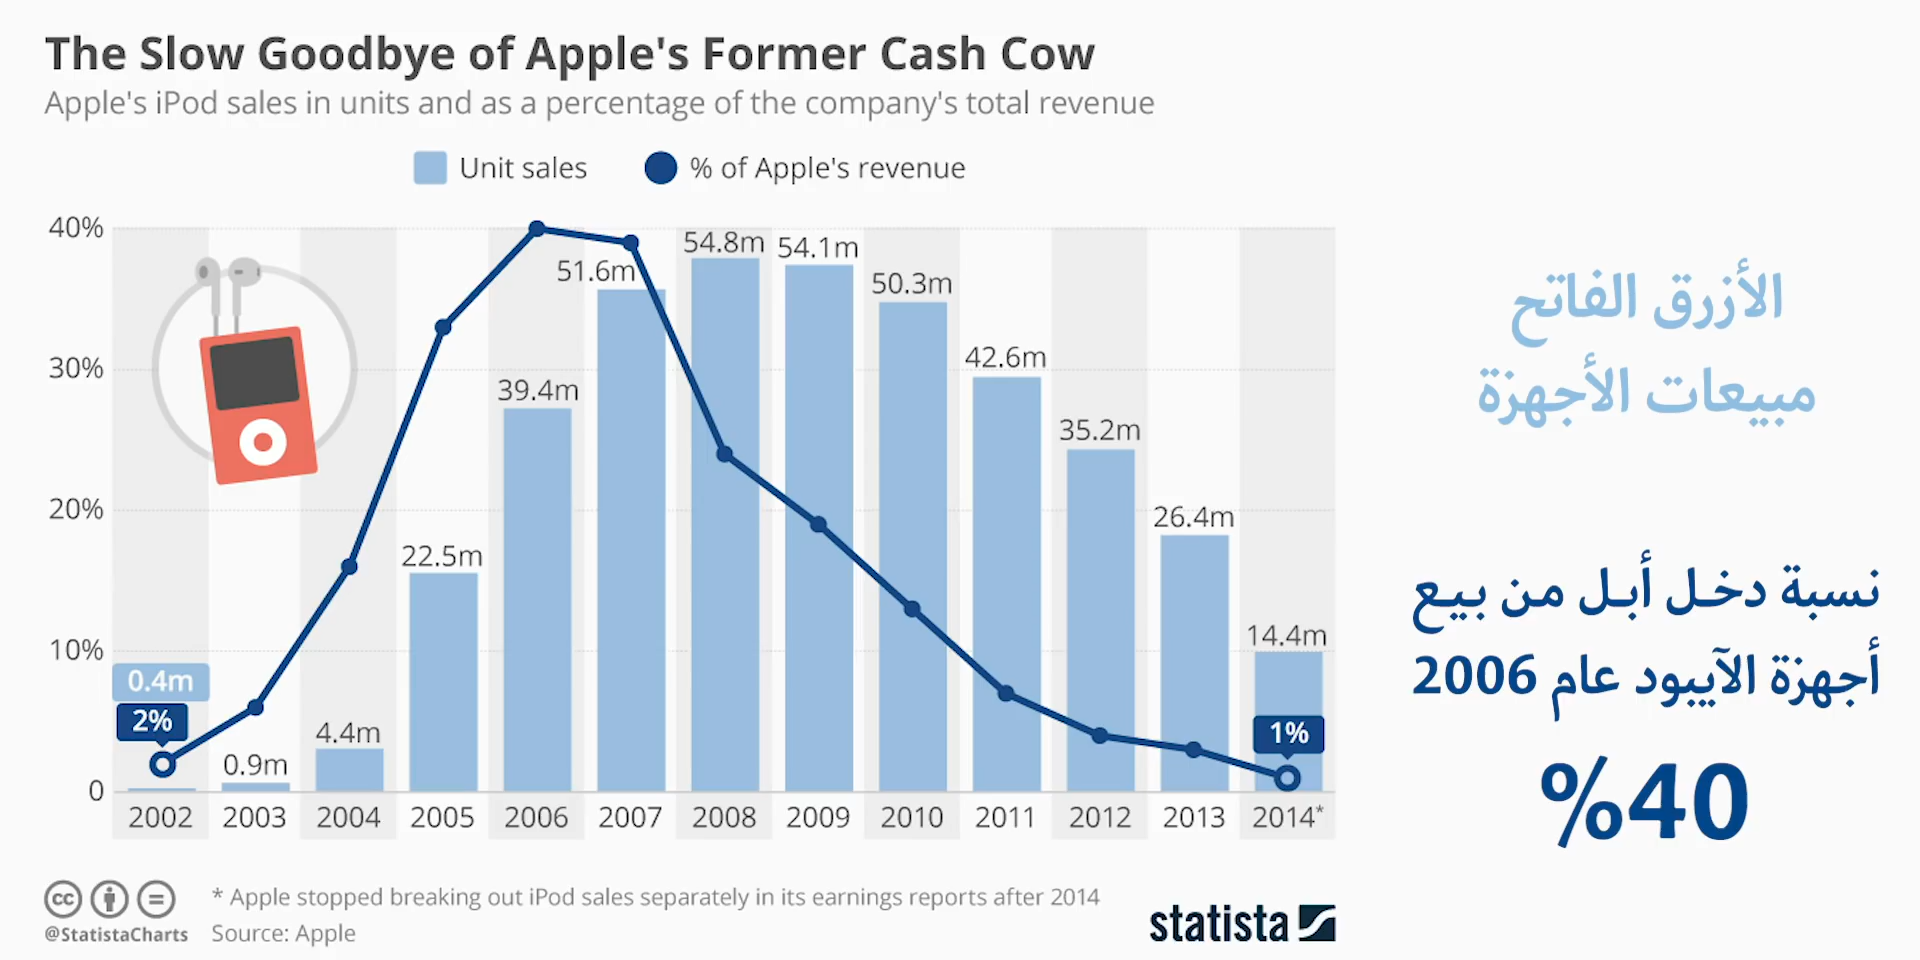 The Slow Goodbye of Apple's Former Cash Cow
Apple's iPod sales in units and as a percentage of the company's total revenue
Unit sales
% of Apple's revenue
40%
30%
20%
10%
0
0.4m
2%
0.9m
4.4m
22.5m
39.4m
51.6m
54.8m
54.1m
50.3m
42.6m
35.2m
26.4m
14.4m
1%
2002 2003 2004 2005 2006 2007 2008 2009 2010 2011 2012 2013 2014*
الأزرق الفاتح
مبيعات الأجهزة
نسبة دخل أبل من بيع
أجهزة الآيبود عام 2006
%40
cc
@StatistaCharts
* Apple stopped breaking out iPod sales separately in its earnings reports after 2014
Source: Apple
statista